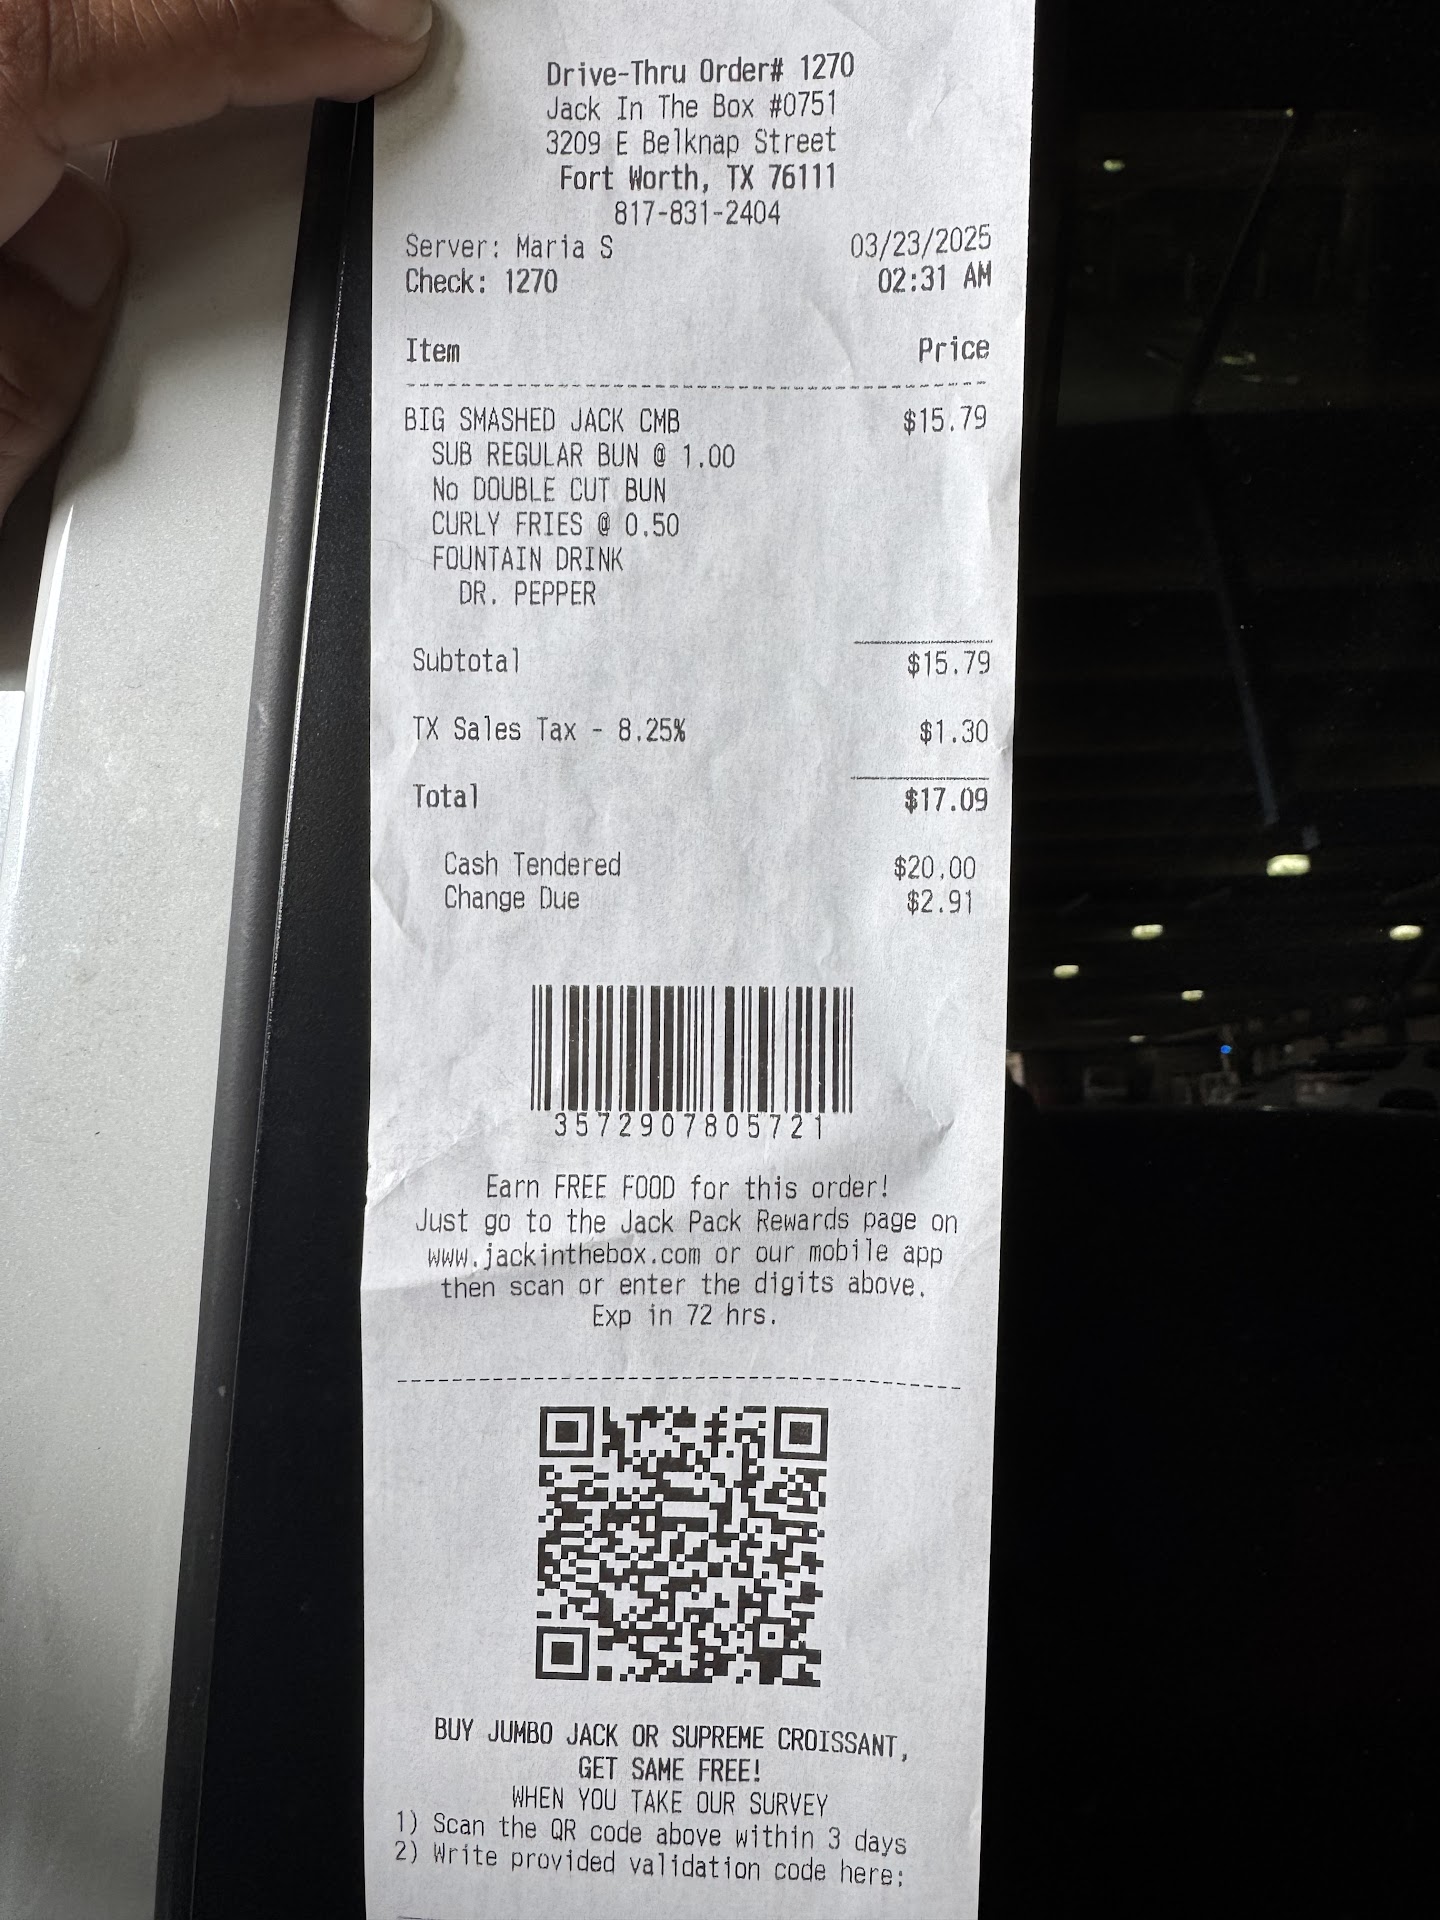 Drive-Thru Order# 1270
Jack In The Box #0751
3209 E Belknap Street
Fort Worth, TX 76111
817-831-2404
Server: Maria S 03/23/2025
Check: 1270 02:31 AM
Item Price
BIG SMASHED JACK CMB $15.79
SUB REGULAR BUN @ 1.00
No DOUBLE CUT BUN
CURLY FRIES @ 0.50
FOUNTAIN DRINK
DR. PEPPER
Subtotal $15.79
TX Sales Tax - 8.25% $1.30
Total $17.09
Cash Tendered $20.00
Change Due $2.91
3572907805721
Earn FREE FOOD for this order!
Just go to the Jack Pack Rewards page on
www.jackinthebox.com or our mobile app
then scan or enter the digits above.
Exp in 72 hrs.
BUY JUMBO JACK OR SUPREME CROISSANT,
GET SAME FREE!
WHEN YOU TAKE OUR SURVEY
1) Scan the QR code above within 3 days
2) Write provided validation code here: